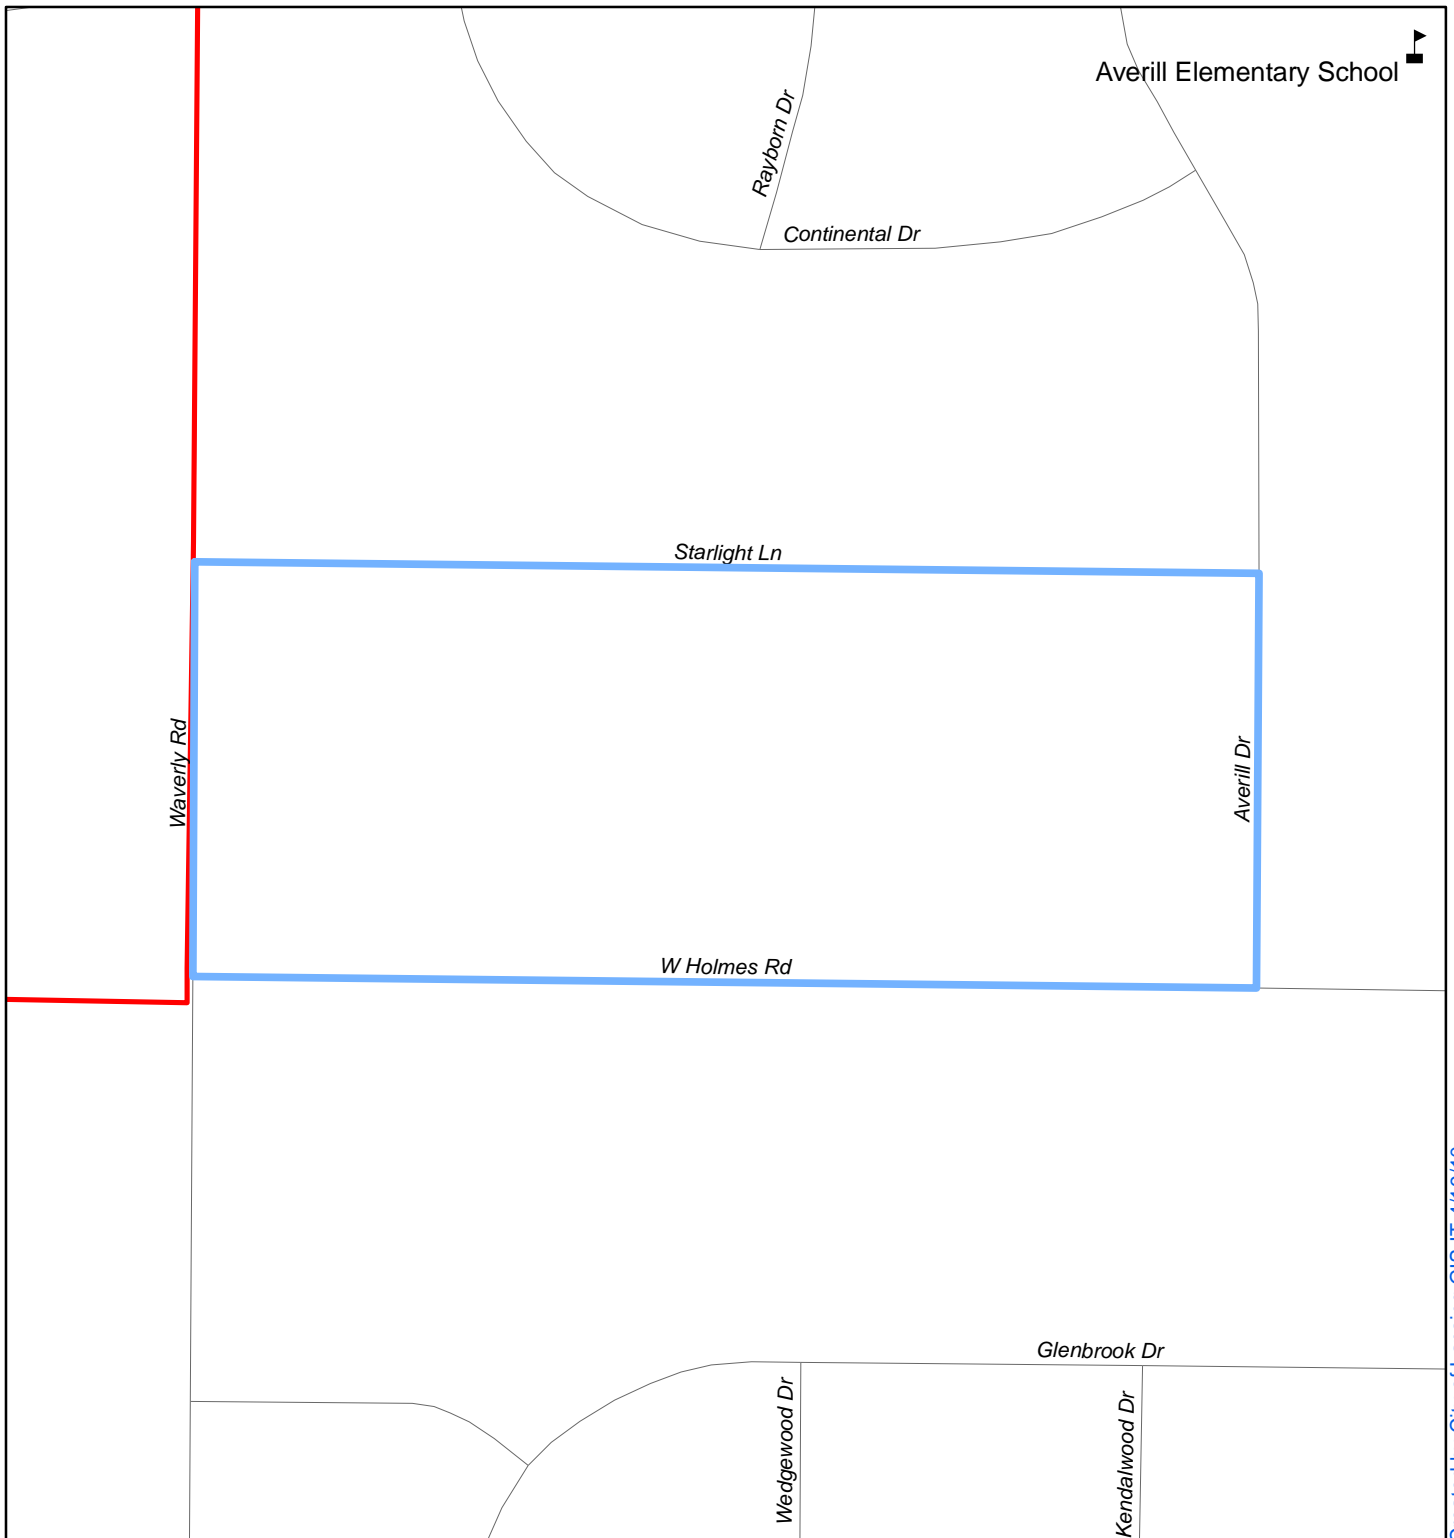 Averill Elementary School
Rayborn Dr
Continental Dr
Starlight Ln
Waverly Rd
Averill Dr
W Holmes Rd
Glenbrook Dr
Wedgewood Dr
Kendalwood Dr